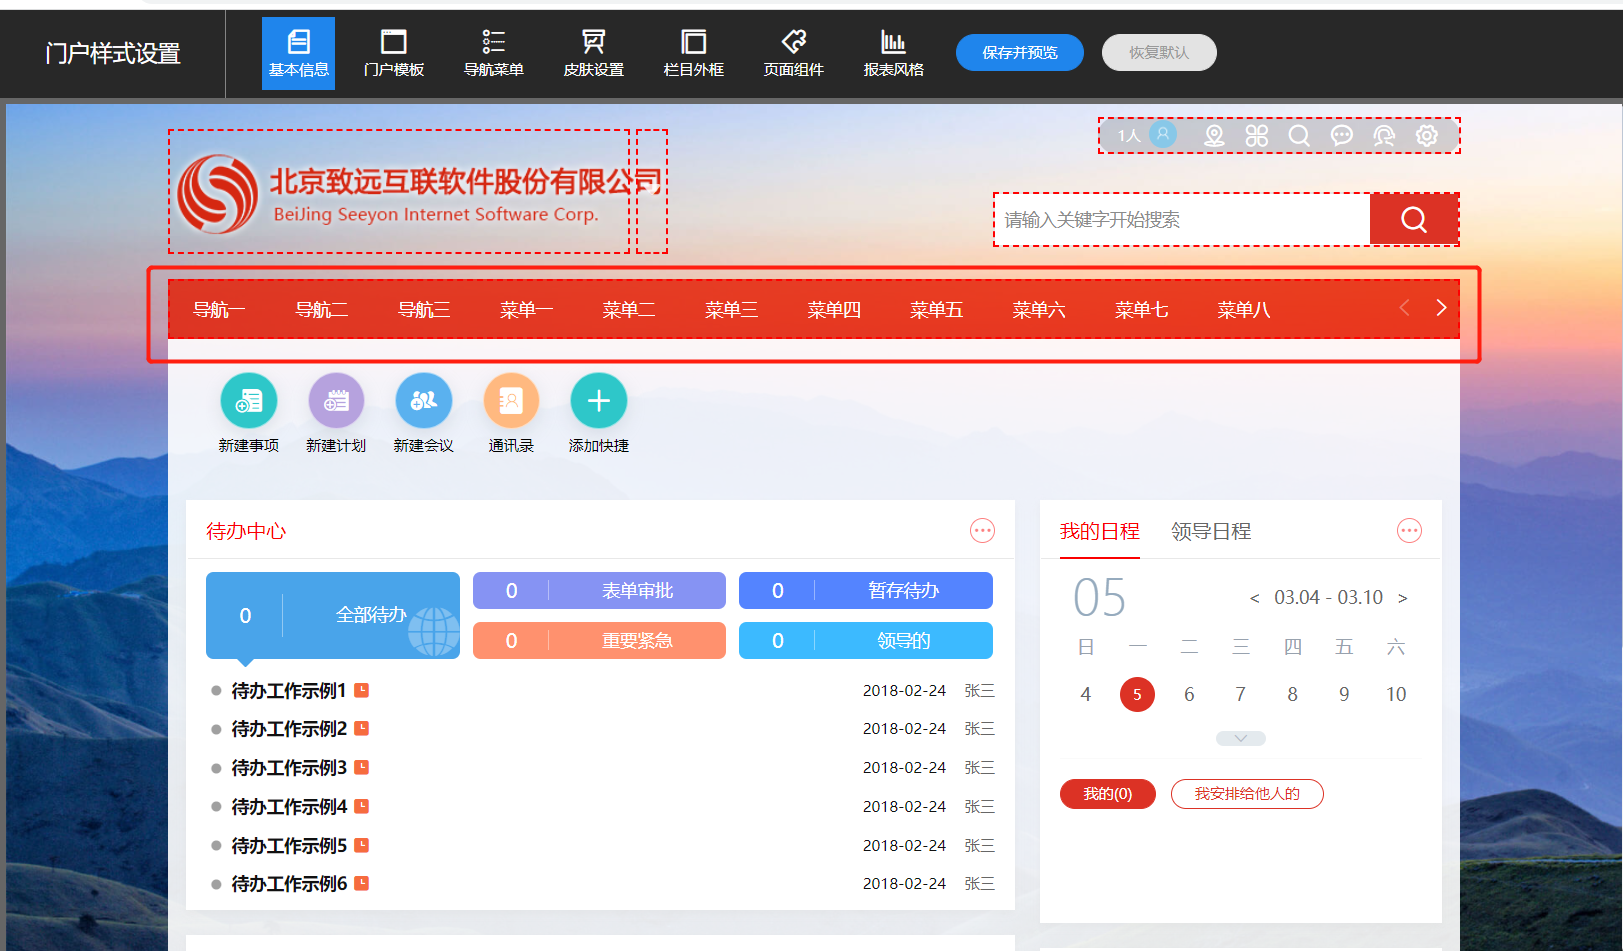 门户样式设置
基本信息 门户模板 导航菜单 皮肤设置 栏目外框 页面组件 报表风格 保存并预览 恢复默认
1人
北京致远互联软件股份有限公司
BeiJing Seeyon Internet Software Corp.
请输入关键字开始搜索
导航一 导航二 导航三 菜单一 菜单二 菜单三 菜单四 菜单五 菜单六 菜单七 菜单八
新建事项 新建计划 新建会议 通讯录 添加快捷
待办中心
0 全部待办
0 表单审批
0 暂存待办
0 重要紧急
0 领导的
待办工作示例1 2018-02-24 张三
待办工作示例2 2018-02-24 张三
待办工作示例3 2018-02-24 张三
待办工作示例4 2018-02-24 张三
待办工作示例5 2018-02-24 张三
待办工作示例6 2018-02-24 张三
我的日程 领导日程
05 < 03.04 - 03.10 >
日 一 二 三 四 五 六
4 5 6 7 8 9 10
我的(0) 我安排给他人的